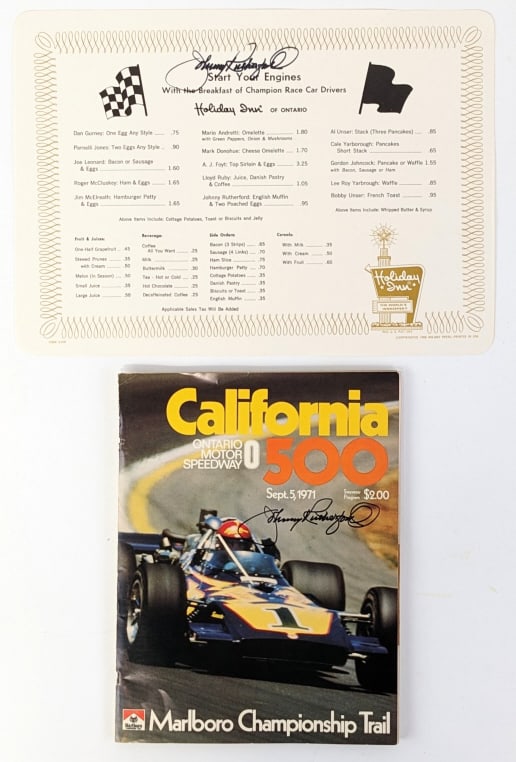 Johnny Rutherford
Start Your Engines
With the Breakfast of Champion Race Car Drivers
Holiday Inn OF ONTARIO
Dan Gurney: One Egg Any Style .75
Parnelli Jones: Two Eggs Any Style .90
Joe Leonard: Bacon or Sausage
& Eggs 1.60
Roger McCluskey: Ham & Eggs 1.65
Jim McElreath: Hamburger Patty
& Eggs 1.65
Mario Andretti: Omelette 1.80
with Green Peppers, Onion & Mushrooms
Mark Donohue: Cheese Omelette 1.70
A. J. Foyt: Top Sirloin & Eggs 3.25
Lloyd Ruby: Juice, Danish Pastry
& Coffee 1.05
Johnny Rutherford: English Muffin
& Two Poached Eggs .95
Al Unser: Stack (Three Pancakes) .85
Cale Yarborough: Pancakes
Short Stack .65
Gordon Johncock: Pancake or Waffle 1.55
with Bacon, Sausage or Ham
Lee Roy Yarbrough: Waffle .85
Bobby Unser: French Toast .95
Above Items Include: Cottage Potatoes, Toast or Biscuits and Jelly
Above Items Include: Whipped Butter & Syrup
Fruit & Juices:
One-Half Grapefruit .45
Stewed Prunes .35
with Cream .50
Melon (In Season) .50
Small Juice .35
Large Juice .50
Beverages:
Coffee
All You Want .25
Milk .25
Buttermilk .30
Tea - Hot or Cold .25
Hot Chocolate .25
Decaffeinated Coffee .25
Side Orders:
Bacon (3 Strips) .65
Sausage (4 Links) .70
Ham Slice .75
Hamburger Patty .70
Cottage Potatoes .35
Danish Pastry .35
Biscuits or Toast .35
English Muffin .35
Cereals:
With Milk .35
With Cream .50
With Fruit .65
Applicable Sales Tax Will Be Added
Holiday Inn
California
ONTARIO
MOTOR
SPEEDWAY
500
Sept. 5, 1971
Souvenir
Program $2.00
Johnny Rutherford
1
Marlboro
Marlboro Championship Trail